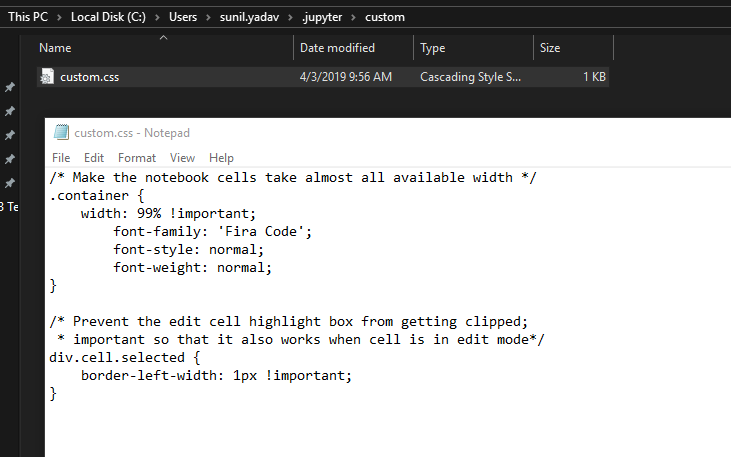 This PC > Local Disk (C:) > Users > sunil.yadav > .jupyter > custom
Name Date modified Type Size
custom.css 4/3/2019 9:56 AM Cascading Style S... 1 KB
custom.css - Notepad
File Edit Format View Help
/* Make the notebook cells take almost all available width */
.container {
    width: 99% !important;
        font-family: 'Fira Code';
        font-style: normal;
        font-weight: normal;
}
/* Prevent the edit cell highlight box from getting clipped;
 * important so that it also works when cell is in edit mode*/
div.cell.selected {
    border-left-width: 1px !important;
}